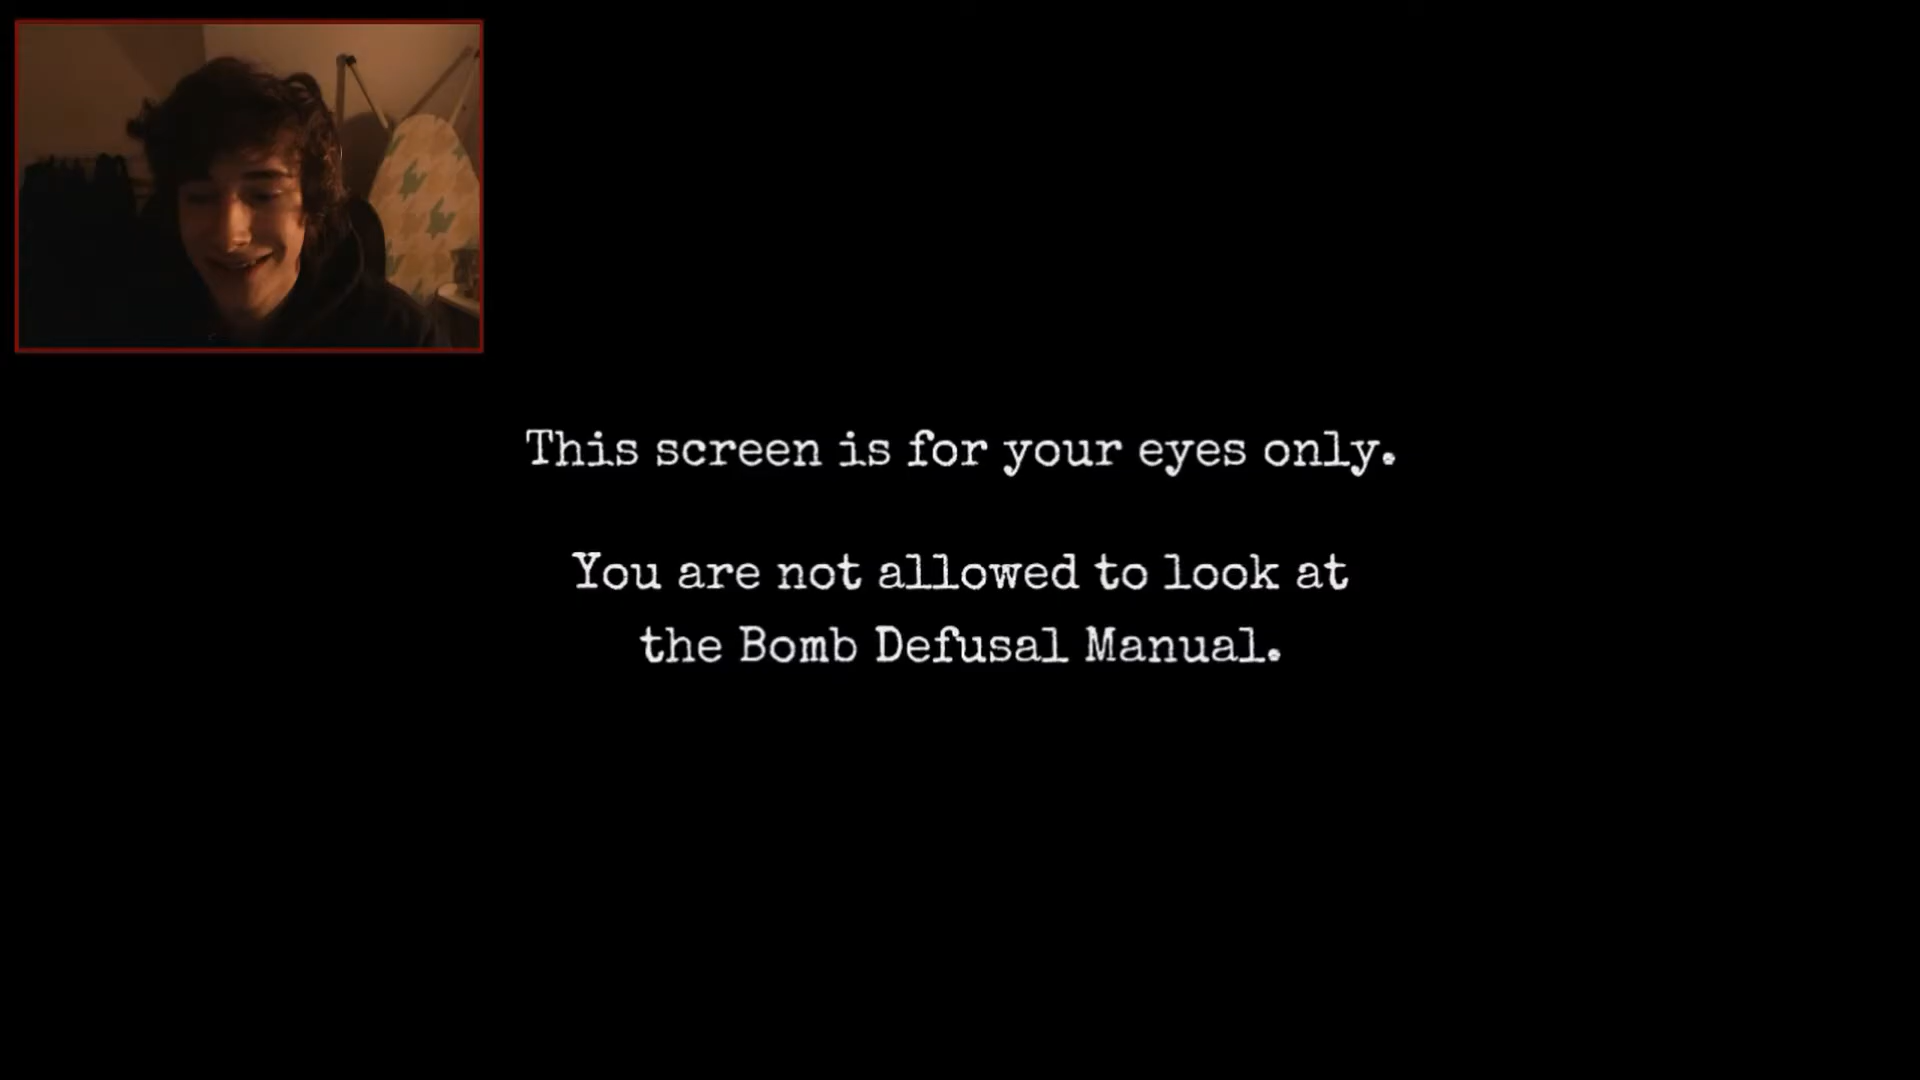 This screen is for your eyes only.
You are not allowed to look at
the Bomb Defusal Manual.